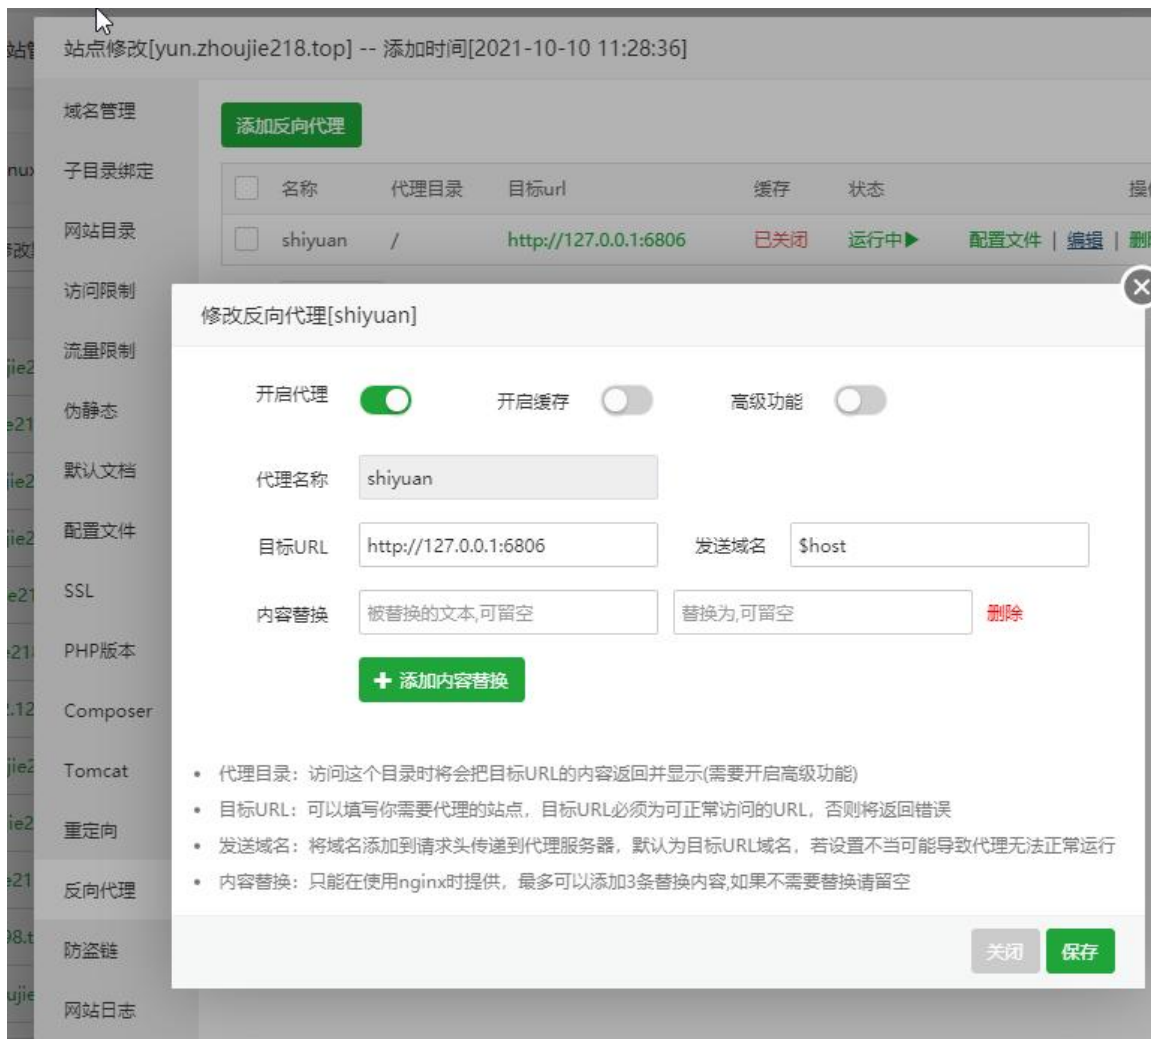 站点修改[yun.zhoujie218.top] -- 添加时间[2021-10-10 11:28:36]
域名管理
子目录绑定
网站目录
访问限制
流量限制
伪静态
默认文档
配置文件
SSL
PHP版本
Composer
Tomcat
重定向
反向代理
防盗链
网站日志
添加反向代理
名称 代理目录 目标url 缓存 状态
shiyuan / http://127.0.0.1:6806 已关闭 运行中 配置文件 | 编辑 |
修改反向代理[shiyuan]
开启代理 开启缓存 高级功能
代理名称 shiyuan
目标URL http://127.0.0.1:6806 发送域名 $host
内容替换 被替换的文本,可留空 替换为,可留空 删除
添加内容替换
• 代理目录：访问这个目录时将会把目标URL的内容返回并显示(需要开启高级功能)
• 目标URL：可以填写你需要代理的站点，目标URL必须为可正常访问的URL，否则将返回错误
• 发送域名：将域名添加到请求头传递到代理服务器，默认为目标URL域名，若设置不当可能导致代理无法正常运行
• 内容替换：只能在使用nginx时提供，最多可以添加3条替换内容,如果不需要替换请留空
关闭 保存